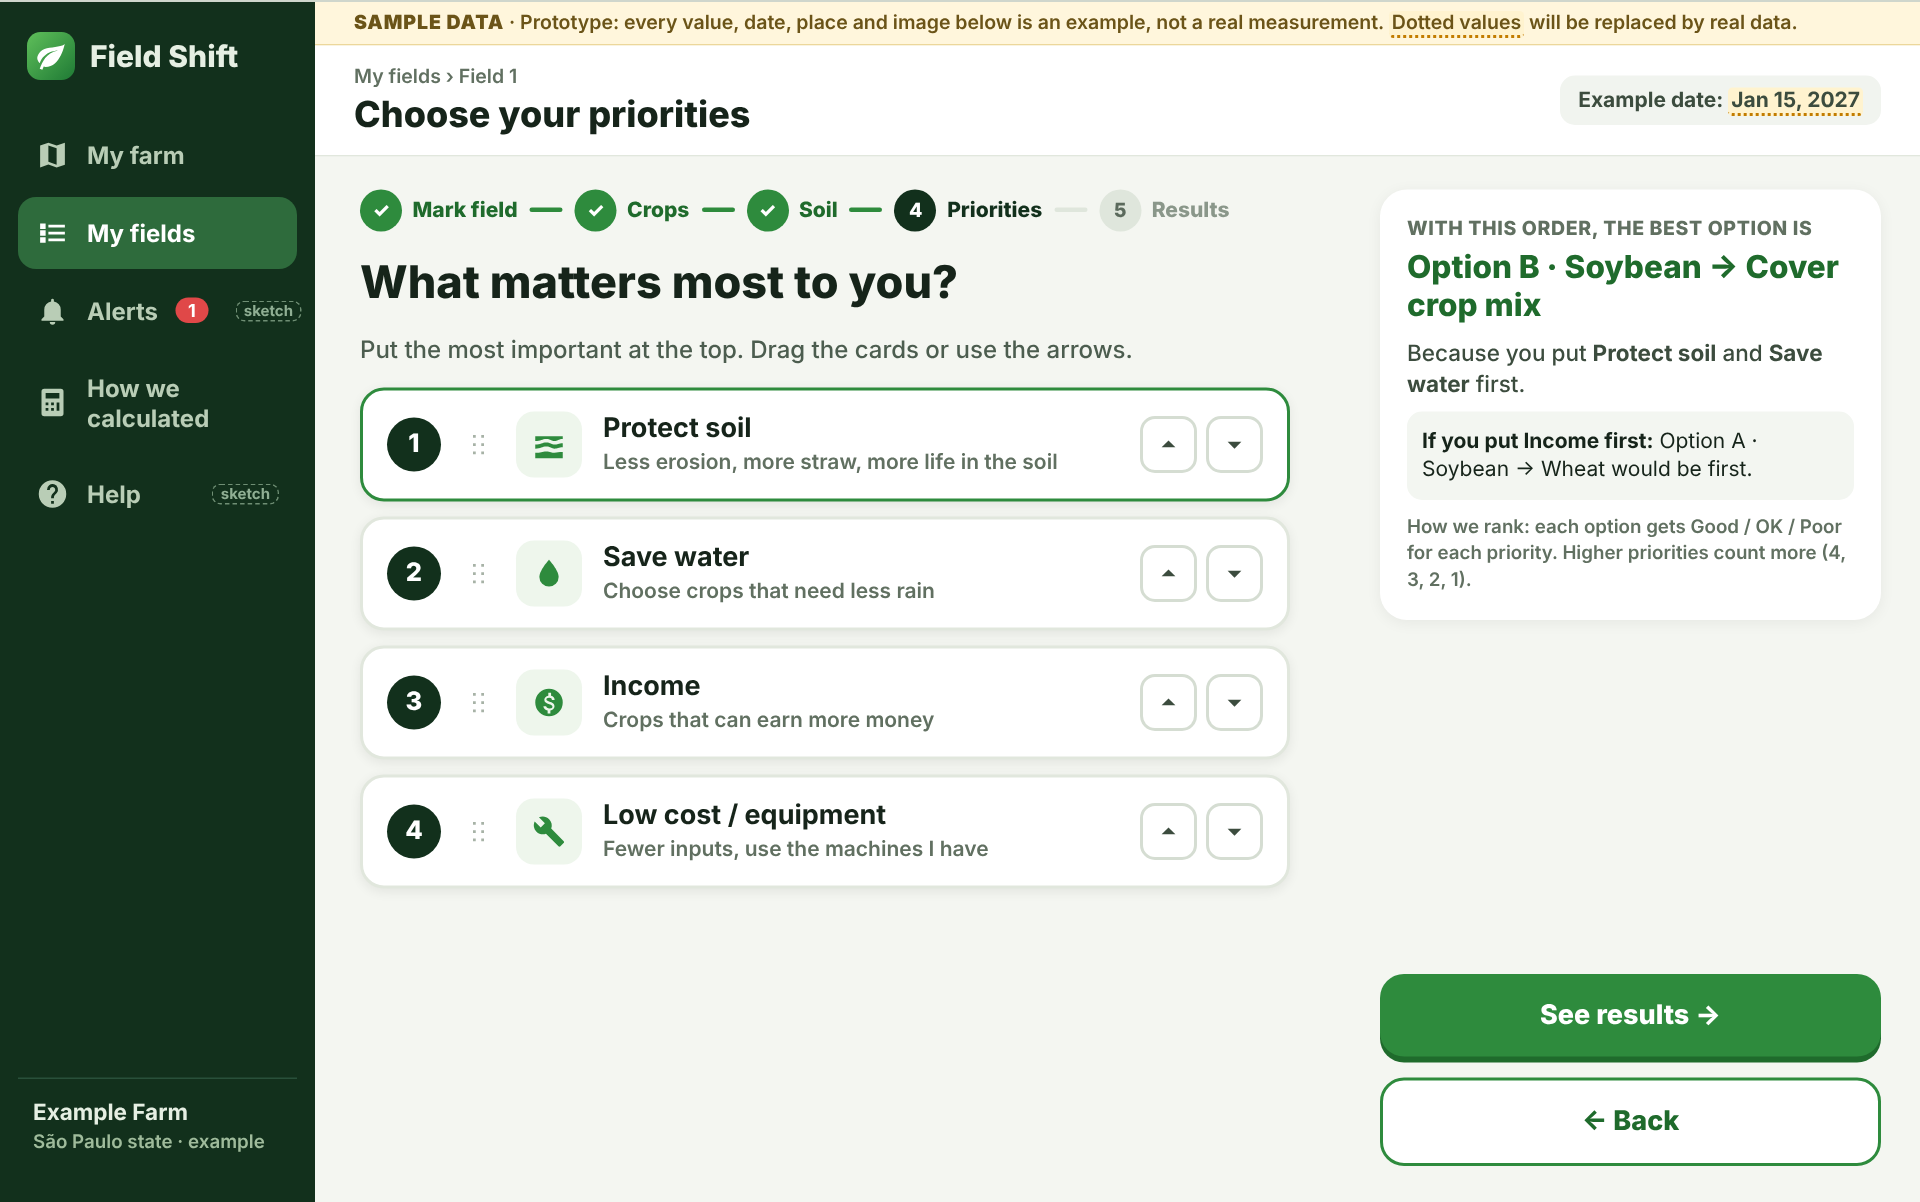 SAMPLE DATA · Prototype: every value, date, place and image below is an example, not a real measurement. Dotted values will be replaced by real data.
Field Shift
My farm
My fields
Alerts 1 sketch
How we
calculated
Help sketch
Example Farm
São Paulo state · example
My fields › Field 1
Choose your priorities
Example date: Jan 15, 2027
Mark field Crops Soil 4 Priorities 5 Results
What matters most to you?
Put the most important at the top. Drag the cards or use the arrows.
1 Protect soil
Less erosion, more straw, more life in the soil
2 Save water
Choose crops that need less rain
3 Income
Crops that can earn more money
4 Low cost / equipment
Fewer inputs, use the machines I have
WITH THIS ORDER, THE BEST OPTION IS
Option B · Soybean → Cover
crop mix
Because you put Protect soil and Save
water first.
If you put Income first: Option A ·
Soybean → Wheat would be first.
How we rank: each option gets Good / OK / Poor
for each priority. Higher priorities count more (4,
3, 2, 1).
See results →
← Back